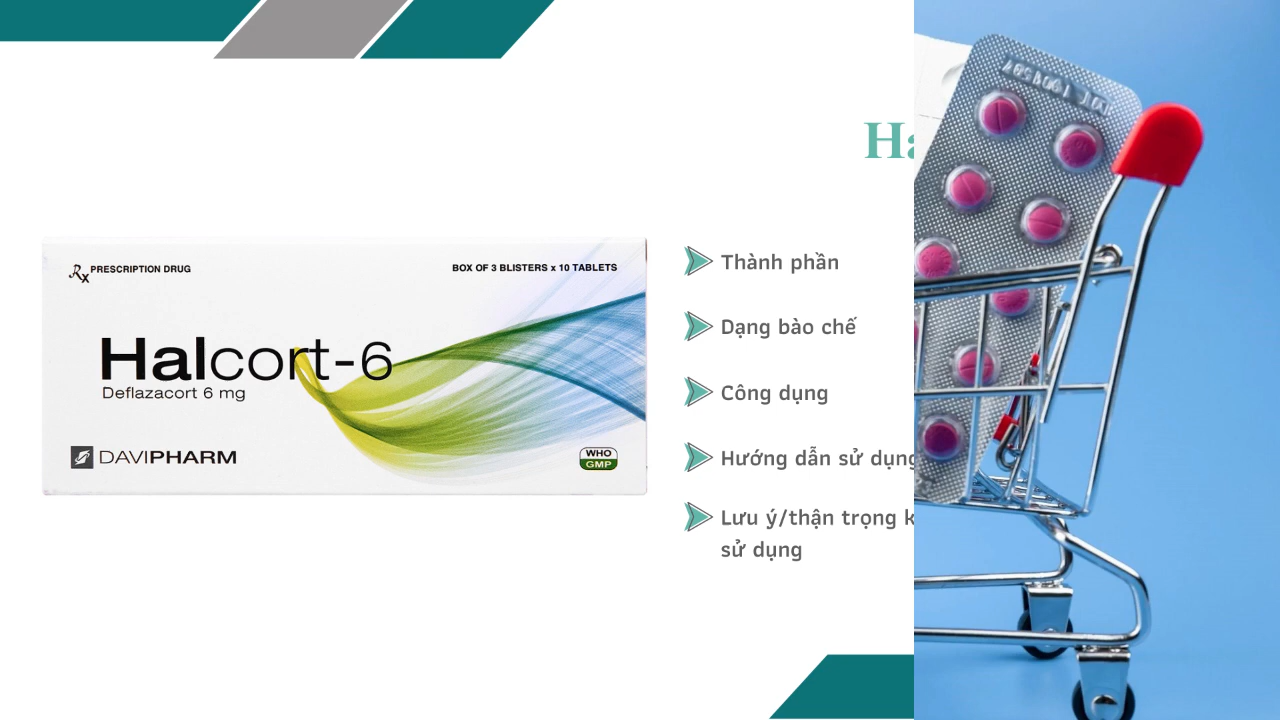 Ha
Rx PRESCRIPTION DRUG
BOX OF 3 BLISTERS x 10 TABLETS
Halcort-6
Deflazacort 6 mg
DAVIPHARM
WHO
GMP
Thành phần
Dạng bào chế
Công dụng
Hướng dẫn sử dụng
Lưu ý/thận trọng k
sử dụng